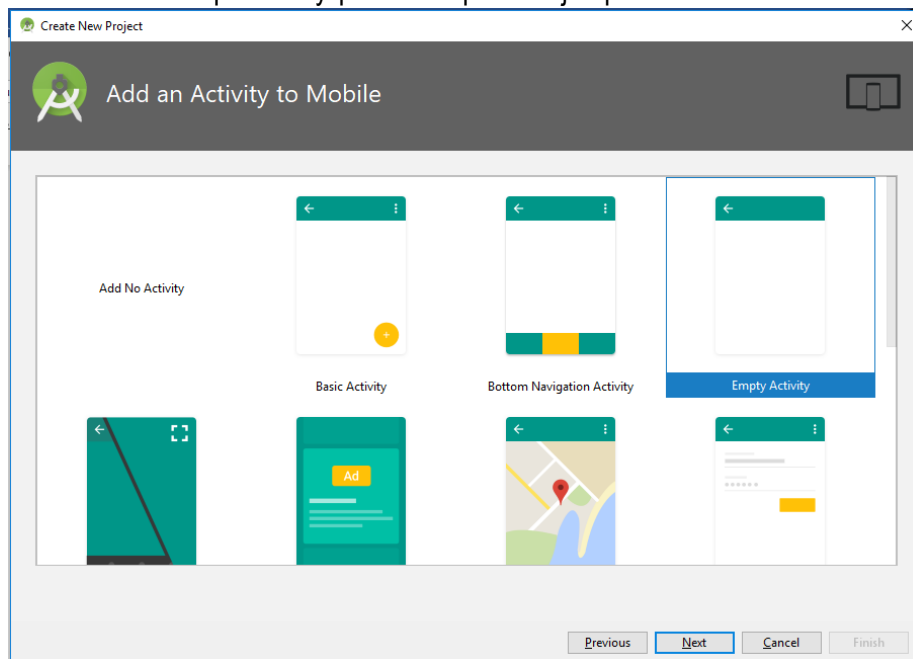 Create New Project
Add an Activity to Mobile
Add No Activity
Basic Activity
Bottom Navigation Activity
Empty Activity
Ad
Previous
Next
Cancel
Finish